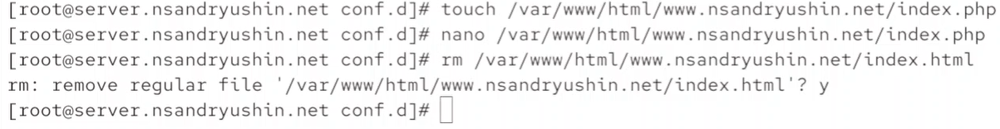 [root@server.nsandryushin.net conf.d]# touch /var/www/html/www.nsandryushin.net/index.php
[root@server.nsandryushin.net conf.d]# nano /var/www/html/www.nsandryushin.net/index.php
[root@server.nsandryushin.net conf.d]# rm /var/www/html/www.nsandryushin.net/index.html
rm: remove regular file '/var/www/html/www.nsandryushin.net/index.html'? y
[root@server.nsandryushin.net conf.d]#